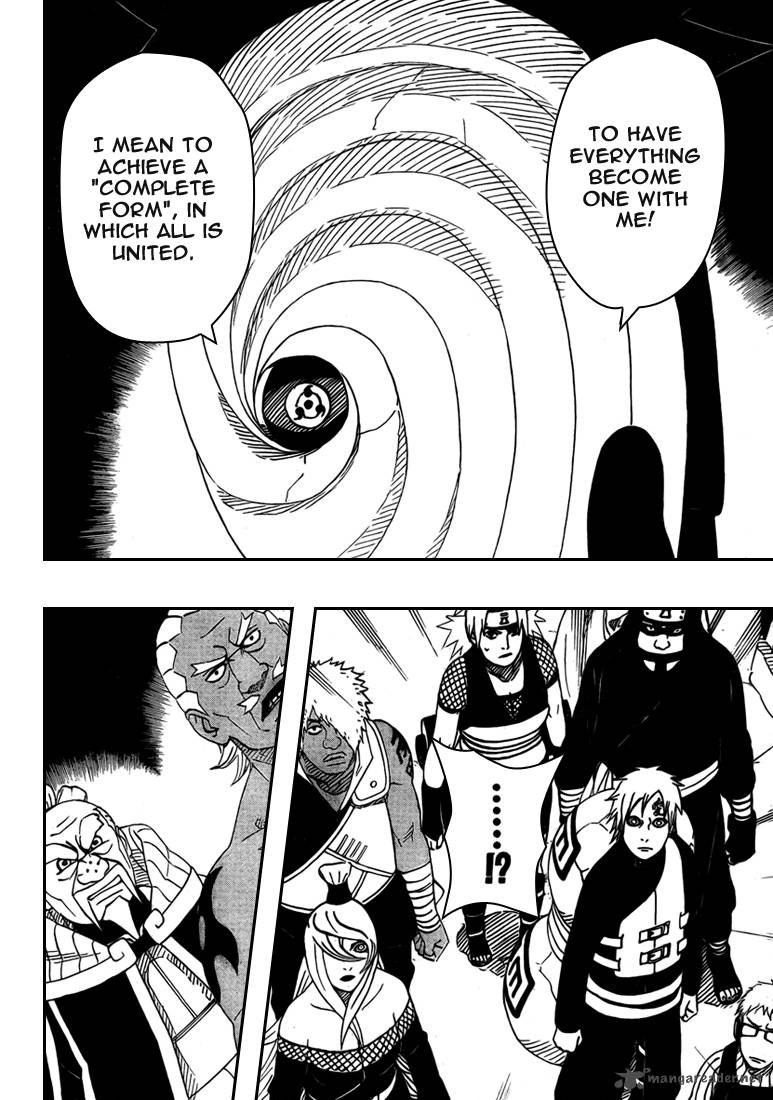 TO HAVE
EVERYTHING
BECOME
ONE WITH
ME!
I MEAN TO
ACHIEVE A
"COMPLETE
FORM", IN
WHICH ALL IS
UNITED.
......!?
mangareader.net